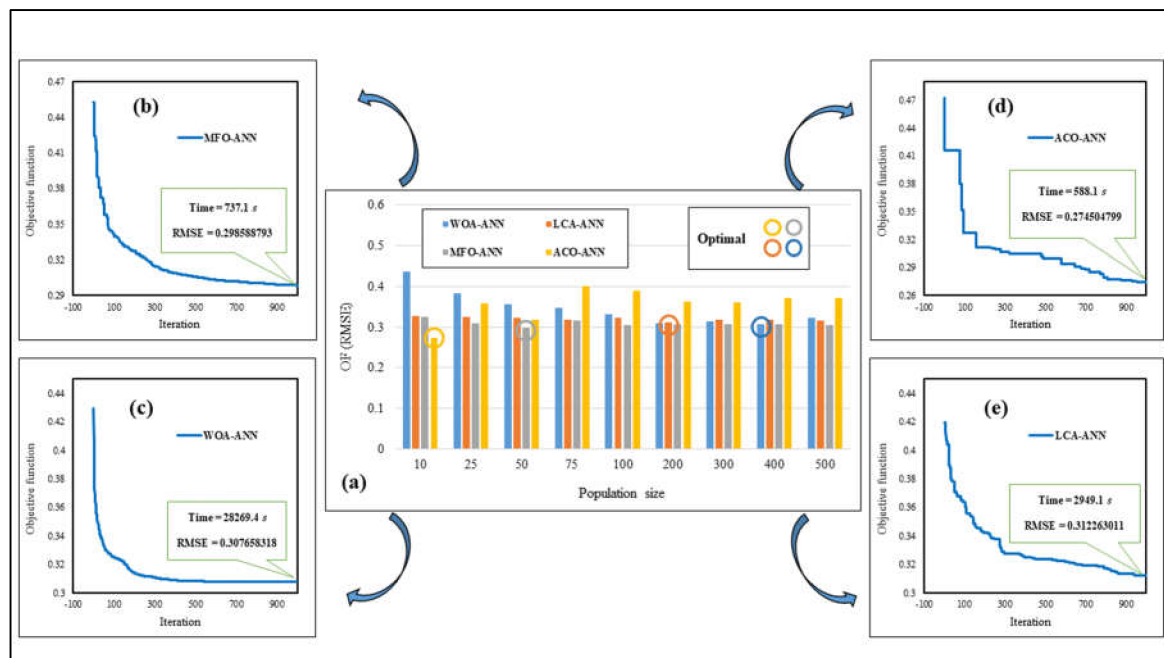 (b)
MFO-ANN
Time = 737.1 s
RMSE = 0.298588793
Objective function
0.47
0.44
0.41
0.38
0.35
0.32
0.29
-100 100 300 500 700 900
Iteration
(c)
WOA-ANN
Time = 28269.4 s
RMSE = 0.307658318
Objective function
0.44
0.42
0.4
0.38
0.36
0.34
0.32
0.3
-100 100 300 500 700 900
Iteration
WOA-ANN LCA-ANN
MFO-ANN ACO-ANN
Optimal
OF (RMSE)
0.6
0.5
0.4
0.3
0.2
0.1
0
10 25 50 75 100 200 300 400 500
(a)
Population size
(d)
ACO-ANN
Time = 588.1 s
RMSE = 0.274504799
Objective function
0.47
0.44
0.41
0.38
0.35
0.32
0.29
0.26
-100 100 300 500 700 900
Iteration
(e)
LCA-ANN
Time = 2949.1 s
RMSE = 0.312263011
Objective function
0.44
0.42
0.4
0.38
0.36
0.34
0.32
0.3
-100 100 300 500 700 900
Iteration